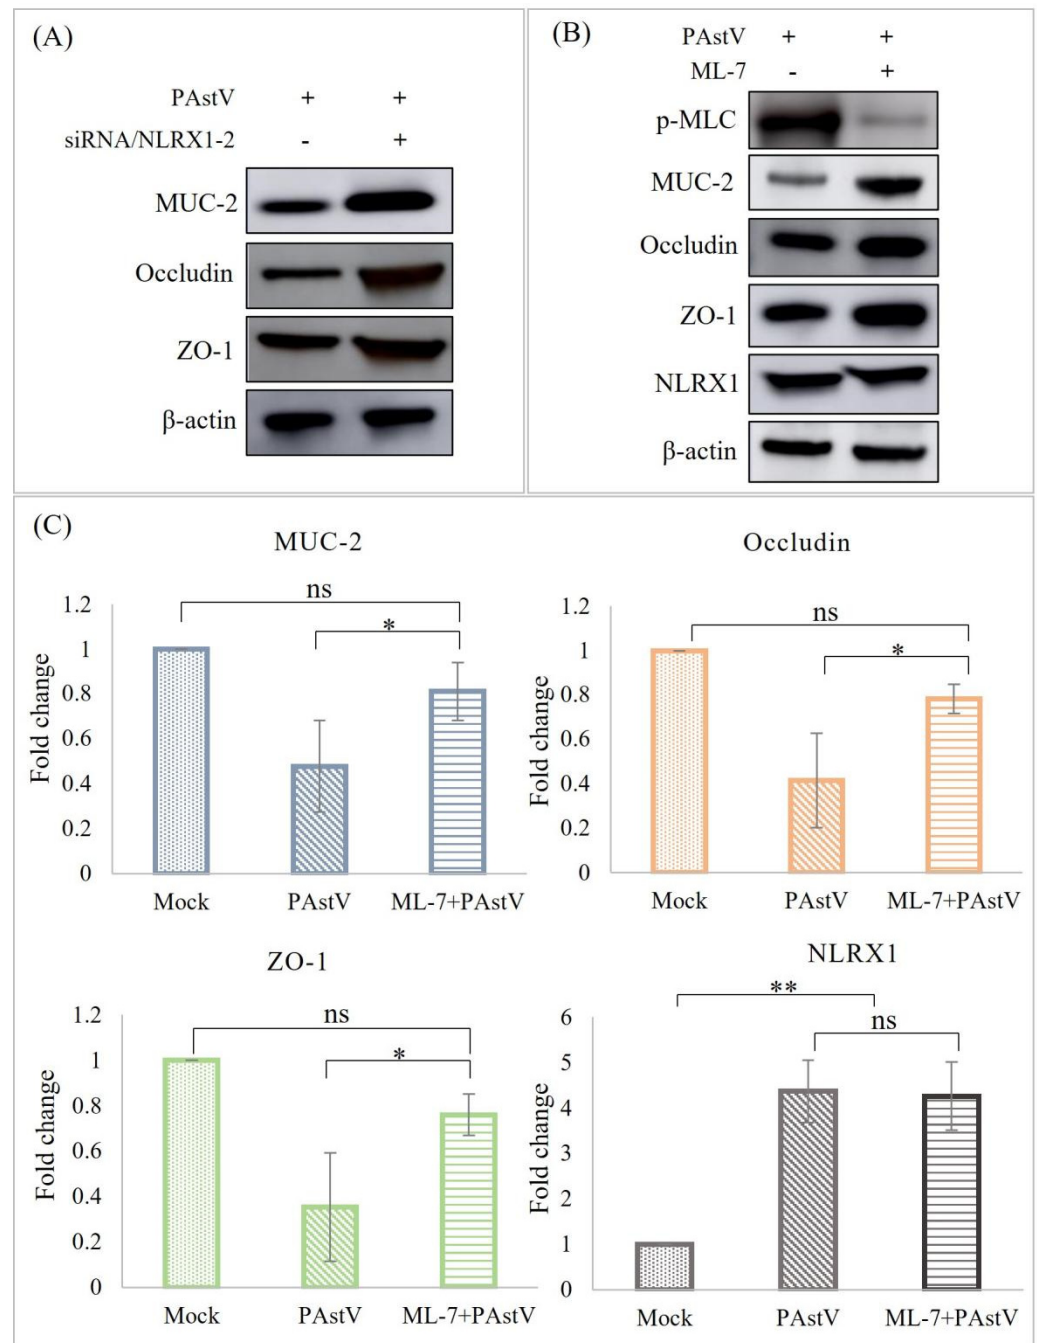 (A)
PAstV + +
siRNA/NLRX1-2 - +
MUC-2
Occludin
ZO-1
β-actin
(B)
PAstV + +
ML-7 - +
p-MLC
MUC-2
Occludin
ZO-1
NLRX1
β-actin
(C)
MUC-2
ns
*
Fold change
1.2
1
0.8
0.6
0.4
0.2
0
Mock PAstV ML-7+PAstV
Occludin
ns
*
Fold change
1.2
1
0.8
0.6
0.4
0.2
0
Mock PAstV ML-7+PAstV
ZO-1
ns
*
Fold change
1.2
1
0.8
0.6
0.4
0.2
0
Mock PAstV ML-7+PAstV
NLRX1
**
ns
Fold change
6
5
4
3
2
1
0
Mock PAstV ML-7+PAstV